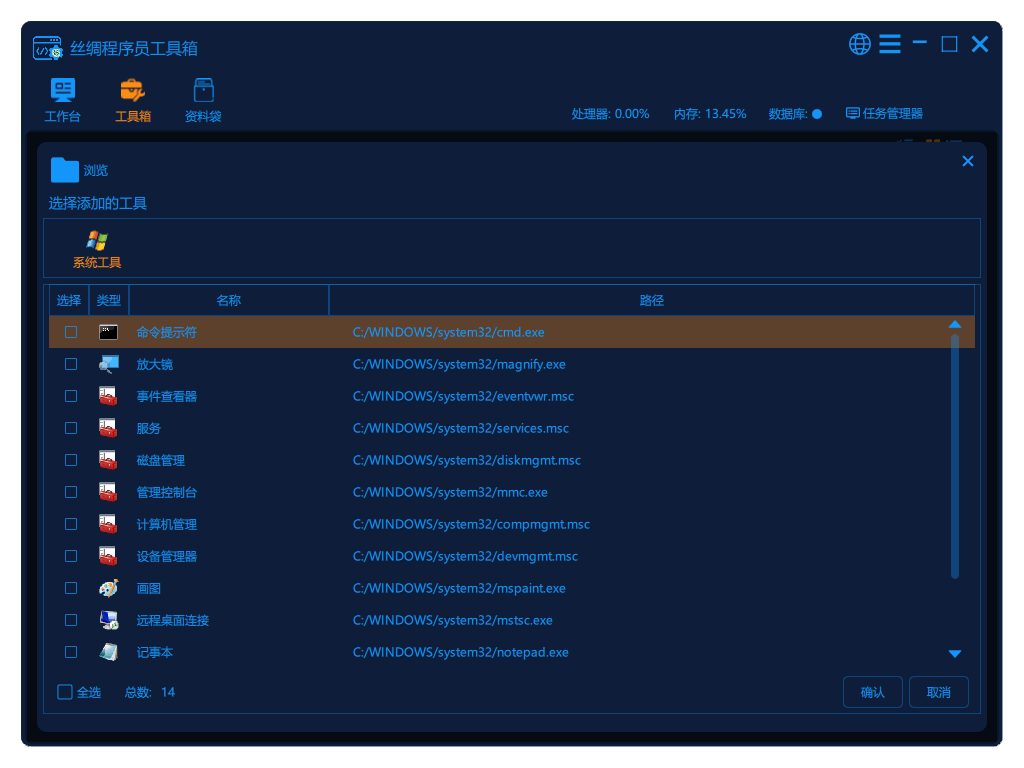 丝绸程序员工具箱
工作台 工具箱 资料袋
处理器: 0.00% 内存: 13.45% 数据库: 任务管理器
浏览
选择添加的工具
系统工具
选择 类型 名称 路径
命令提示符 C:/WINDOWS/system32/cmd.exe
放大镜 C:/WINDOWS/system32/magnify.exe
事件查看器 C:/WINDOWS/system32/eventvwr.msc
服务 C:/WINDOWS/system32/services.msc
磁盘管理 C:/WINDOWS/system32/diskmgmt.msc
管理控制台 C:/WINDOWS/system32/mmc.exe
计算机管理 C:/WINDOWS/system32/compmgmt.msc
设备管理器 C:/WINDOWS/system32/devmgmt.msc
画图 C:/WINDOWS/system32/mspaint.exe
远程桌面连接 C:/WINDOWS/system32/mstsc.exe
记事本 C:/WINDOWS/system32/notepad.exe
全选 总数: 14 确认 取消